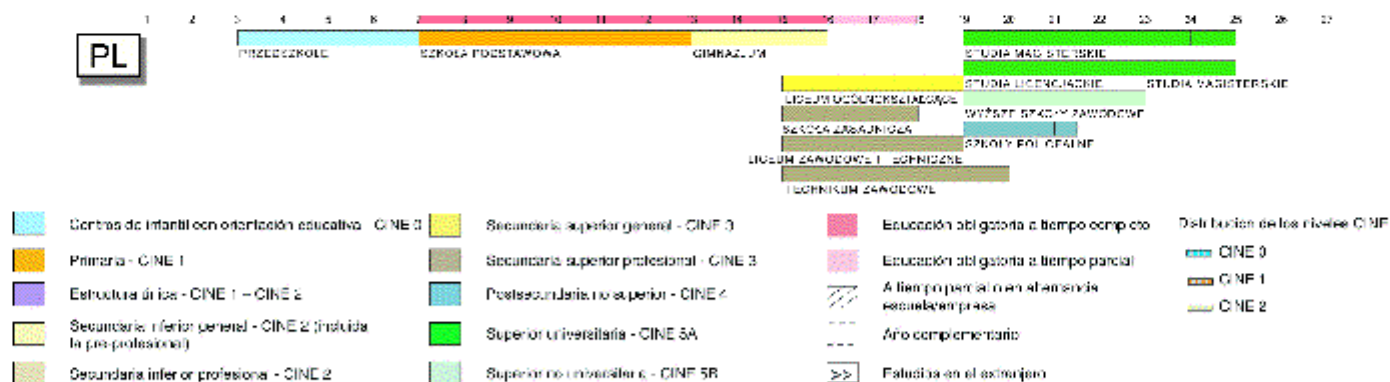 1 2 3 4 5 6 7 8 9 10 11 12 13 14 15 16 17 18 19 20 21 22 23 24 25 26 27
PL
PRZEDSZKOLE SZKOŁA PODSTAWOWA GIMNAZJUM STUDIA MAGISTERSKIE
STUDIA LICENCJACKIE STUDIA MAGISTERSKIE
LICEUM OGÓLNOKSZTAŁCĄCE WYŻSZE SZKOŁY ZAWODOWE
SZKOŁA ZASADNICZA SZKOŁY POLICEALNE
LICEUM ZAWODOWE I TECHNICZNE
TECHNIKUM ZAWODOWE
Centros de infantil con orientación educativa - CINE 0
Primaria - CINE 1
Estructura única - CINE 1 – CINE 2
Secundaria inferior general - CINE 2 (incluida
la pre-profesional)
Secundaria inferior profesional - CINE 2
Secundaria superior general - CINE 3
Secundaria superior profesional - CINE 3
Postsecundaria no superior - CINE 4
Superior universitaria - CINE 5A
Superior no universitaria - CINE 5B
Educación obligatoria a tiempo completo
Educación obligatoria a tiempo parcial
A tiempo parcial o en alternancia
escuela/empresa
Año complementario
>> Estudios en el extranjero
Distribución de los niveles CINE
CINE 0
CINE 1
CINE 2